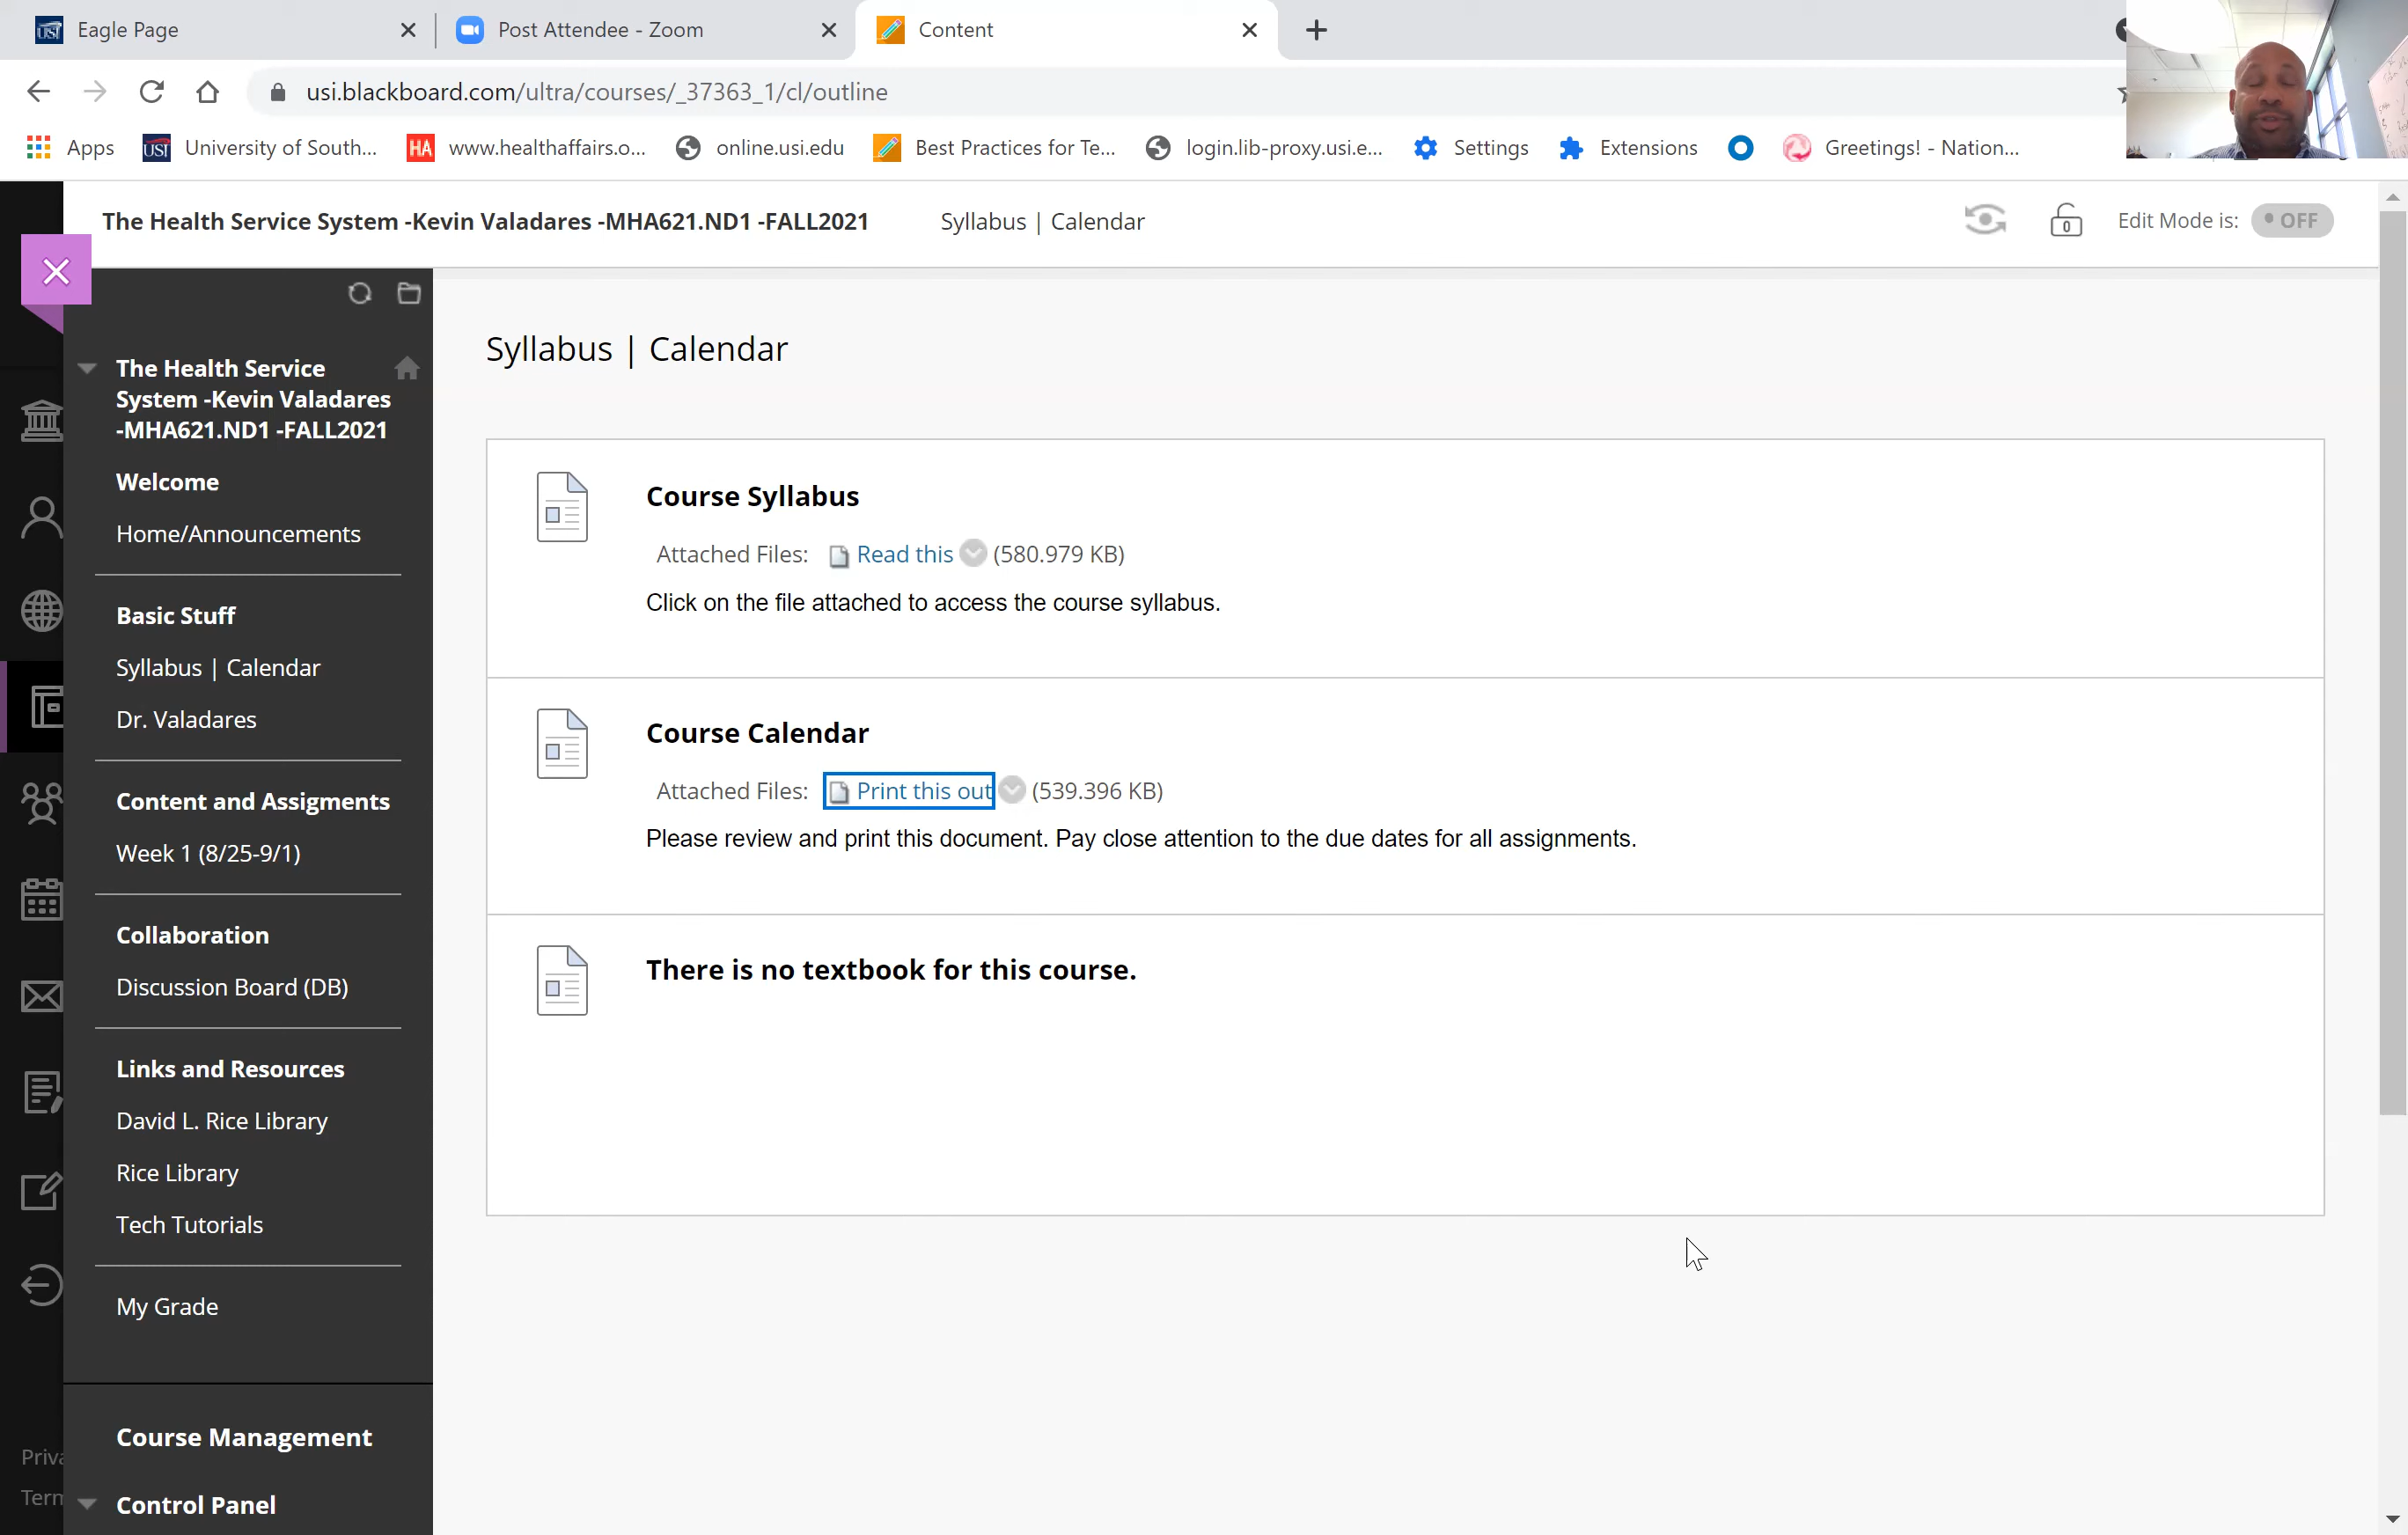 Eagle Page
Post Attendee - Zoom
Content
usi.blackboard.com/ultra/courses/_37363_1/cl/outline
Apps
USI
University of South...
HA
www.healthaffairs.o...
online.usi.edu
Best Practices for Te...
login.lib-proxy.usi.e...
Settings
Extensions
Greetings! - Nation...
The Health Service System -Kevin Valadares -MHA621.ND1 -FALL2021
Syllabus | Calendar
Edit Mode is:
OFF
The Health Service
System -Kevin Valadares
-MHA621.ND1 -FALL2021
Welcome
Home/Announcements
Basic Stuff
Syllabus | Calendar
Dr. Valadares
Content and Assigments
Week 1 (8/25-9/1)
Collaboration
Discussion Board (DB)
Links and Resources
David L. Rice Library
Rice Library
Tech Tutorials
My Grade
Course Management
Control Panel
Priva
Term
Syllabus | Calendar
Course Syllabus
Attached Files: Read this (580.979 KB)
Click on the file attached to access the course syllabus.
Course Calendar
Attached Files: Print this out (539.396 KB)
Please review and print this document. Pay close attention to the due dates for all assignments.
There is no textbook for this course.